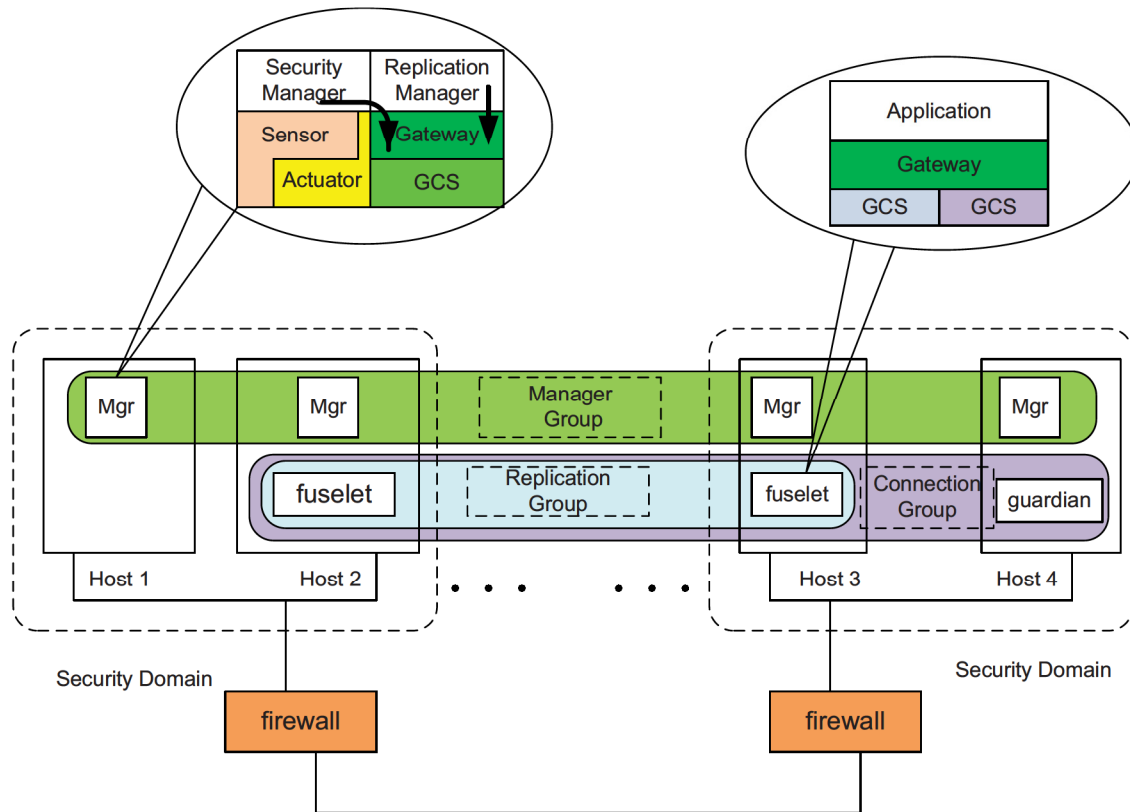 Security
Manager
Replication
Manager
Sensor
Gateway
Actuator
GCS
Application
Gateway
GCS
GCS
Mgr
Mgr
Manager
Group
Mgr
Mgr
fuselet
Replication
Group
fuselet
Connection
Group
guardian
Host 1
Host 2
. . .
. . .
Host 3
Host 4
Security Domain
Security Domain
firewall
firewall